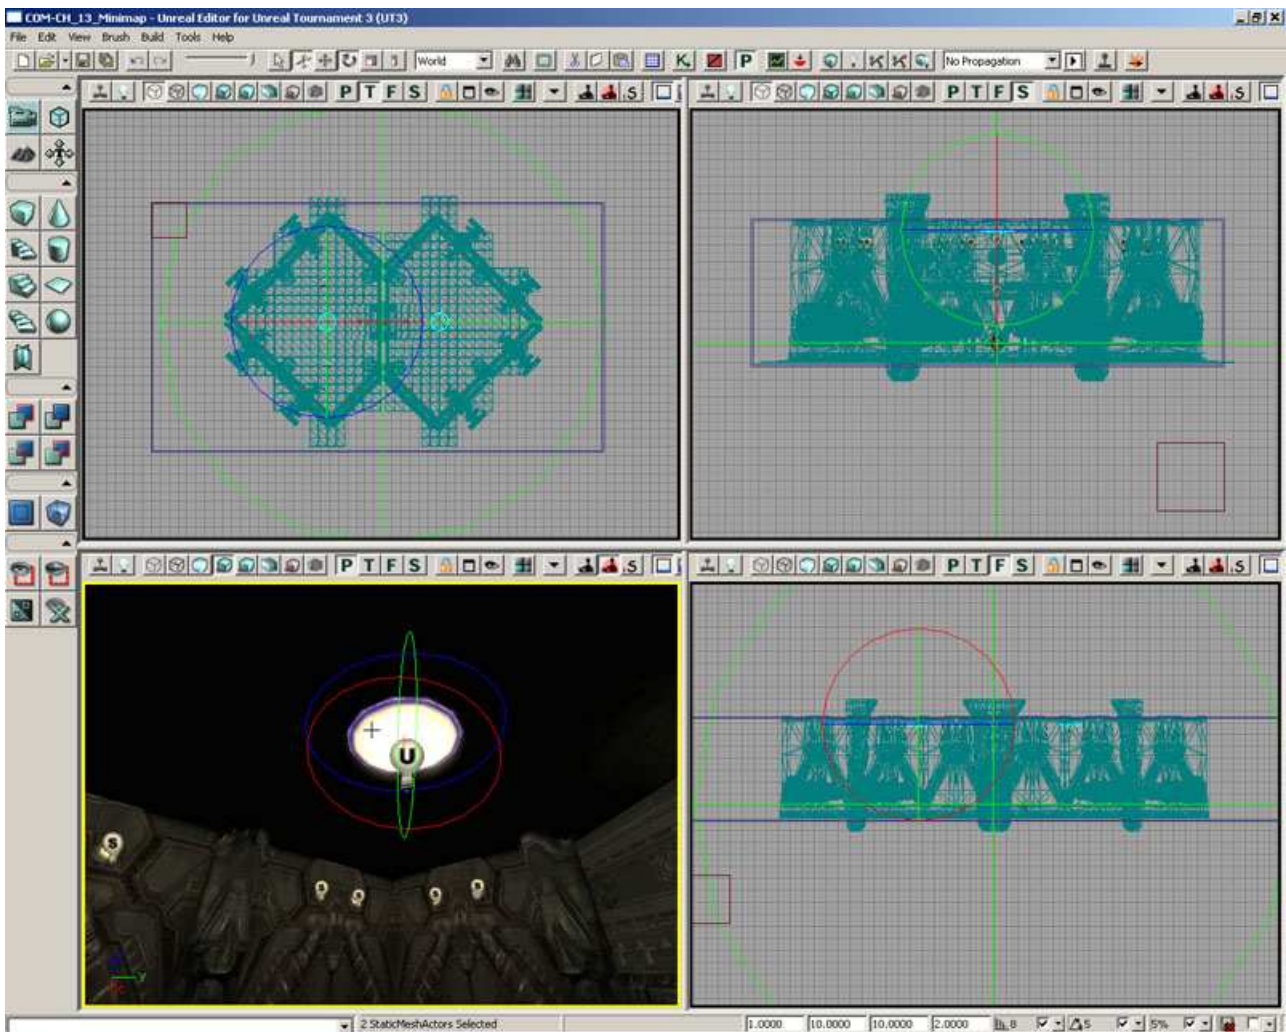 COM-CH_13_Minimap - Unreal Editor for Unreal Tournament 3 (UT3)
File Edit View Brush Build Tools Help
World
P
No Propagation
P T F S
P T F S
P T F S
P T F S
U
S
S
S
S
S
y
2 StaticMeshActors Selected
1.0000 10.0000 10.0000 2.0000 8 5 5%